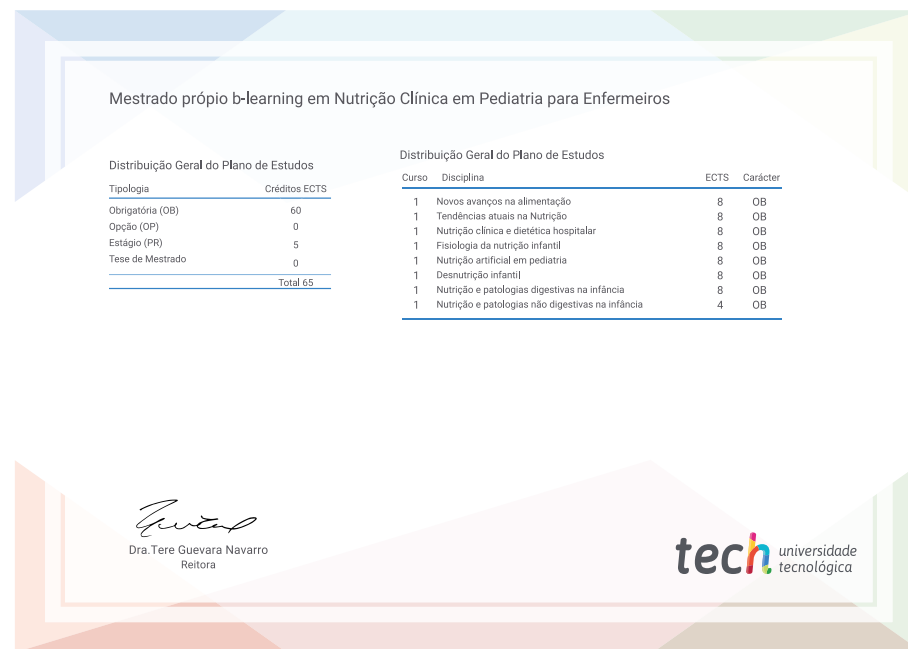 Mestrado própio b-learning em Nutrição Clínica em Pediatria para Enfermeiros
Distribuição Geral do Plano de Estudos
Tipologia Créditos ECTS
Obrigatória (OB) 60
Opção (OP) 0
Estágio (PR) 5
Tese de Mestrado 0
Total 65
Distribuição Geral do Plano de Estudos
Curso Disciplina ECTS Carácter
1 Novos avanços na alimentação 8 OB
1 Tendências atuais na Nutrição 8 OB
1 Nutrição clínica e dietética hospitalar 8 OB
1 Fisiologia da nutrição infantil 8 OB
1 Nutrição artificial em pediatria 8 OB
1 Desnutrição infantil 8 OB
1 Nutrição e patologias digestivas na infância 8 OB
1 Nutrição e patologias não digestivas na infância 4 OB
Dra.Tere Guevara Navarro
Reitora
tech universidade
tecnológica